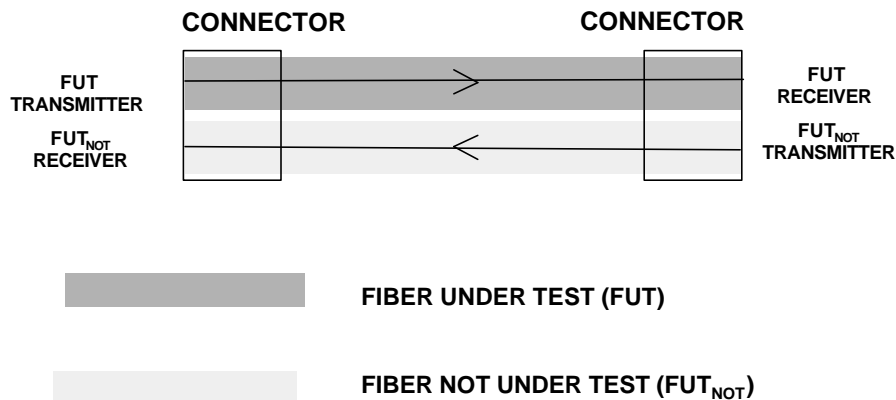 CONNECTOR
CONNECTOR
FUT
TRANSMITTER
FUT
RECEIVER
FUTNOT
RECEIVER
FUTNOT
TRANSMITTER
FIBER UNDER TEST (FUT)
FIBER NOT UNDER TEST (FUTNOT)